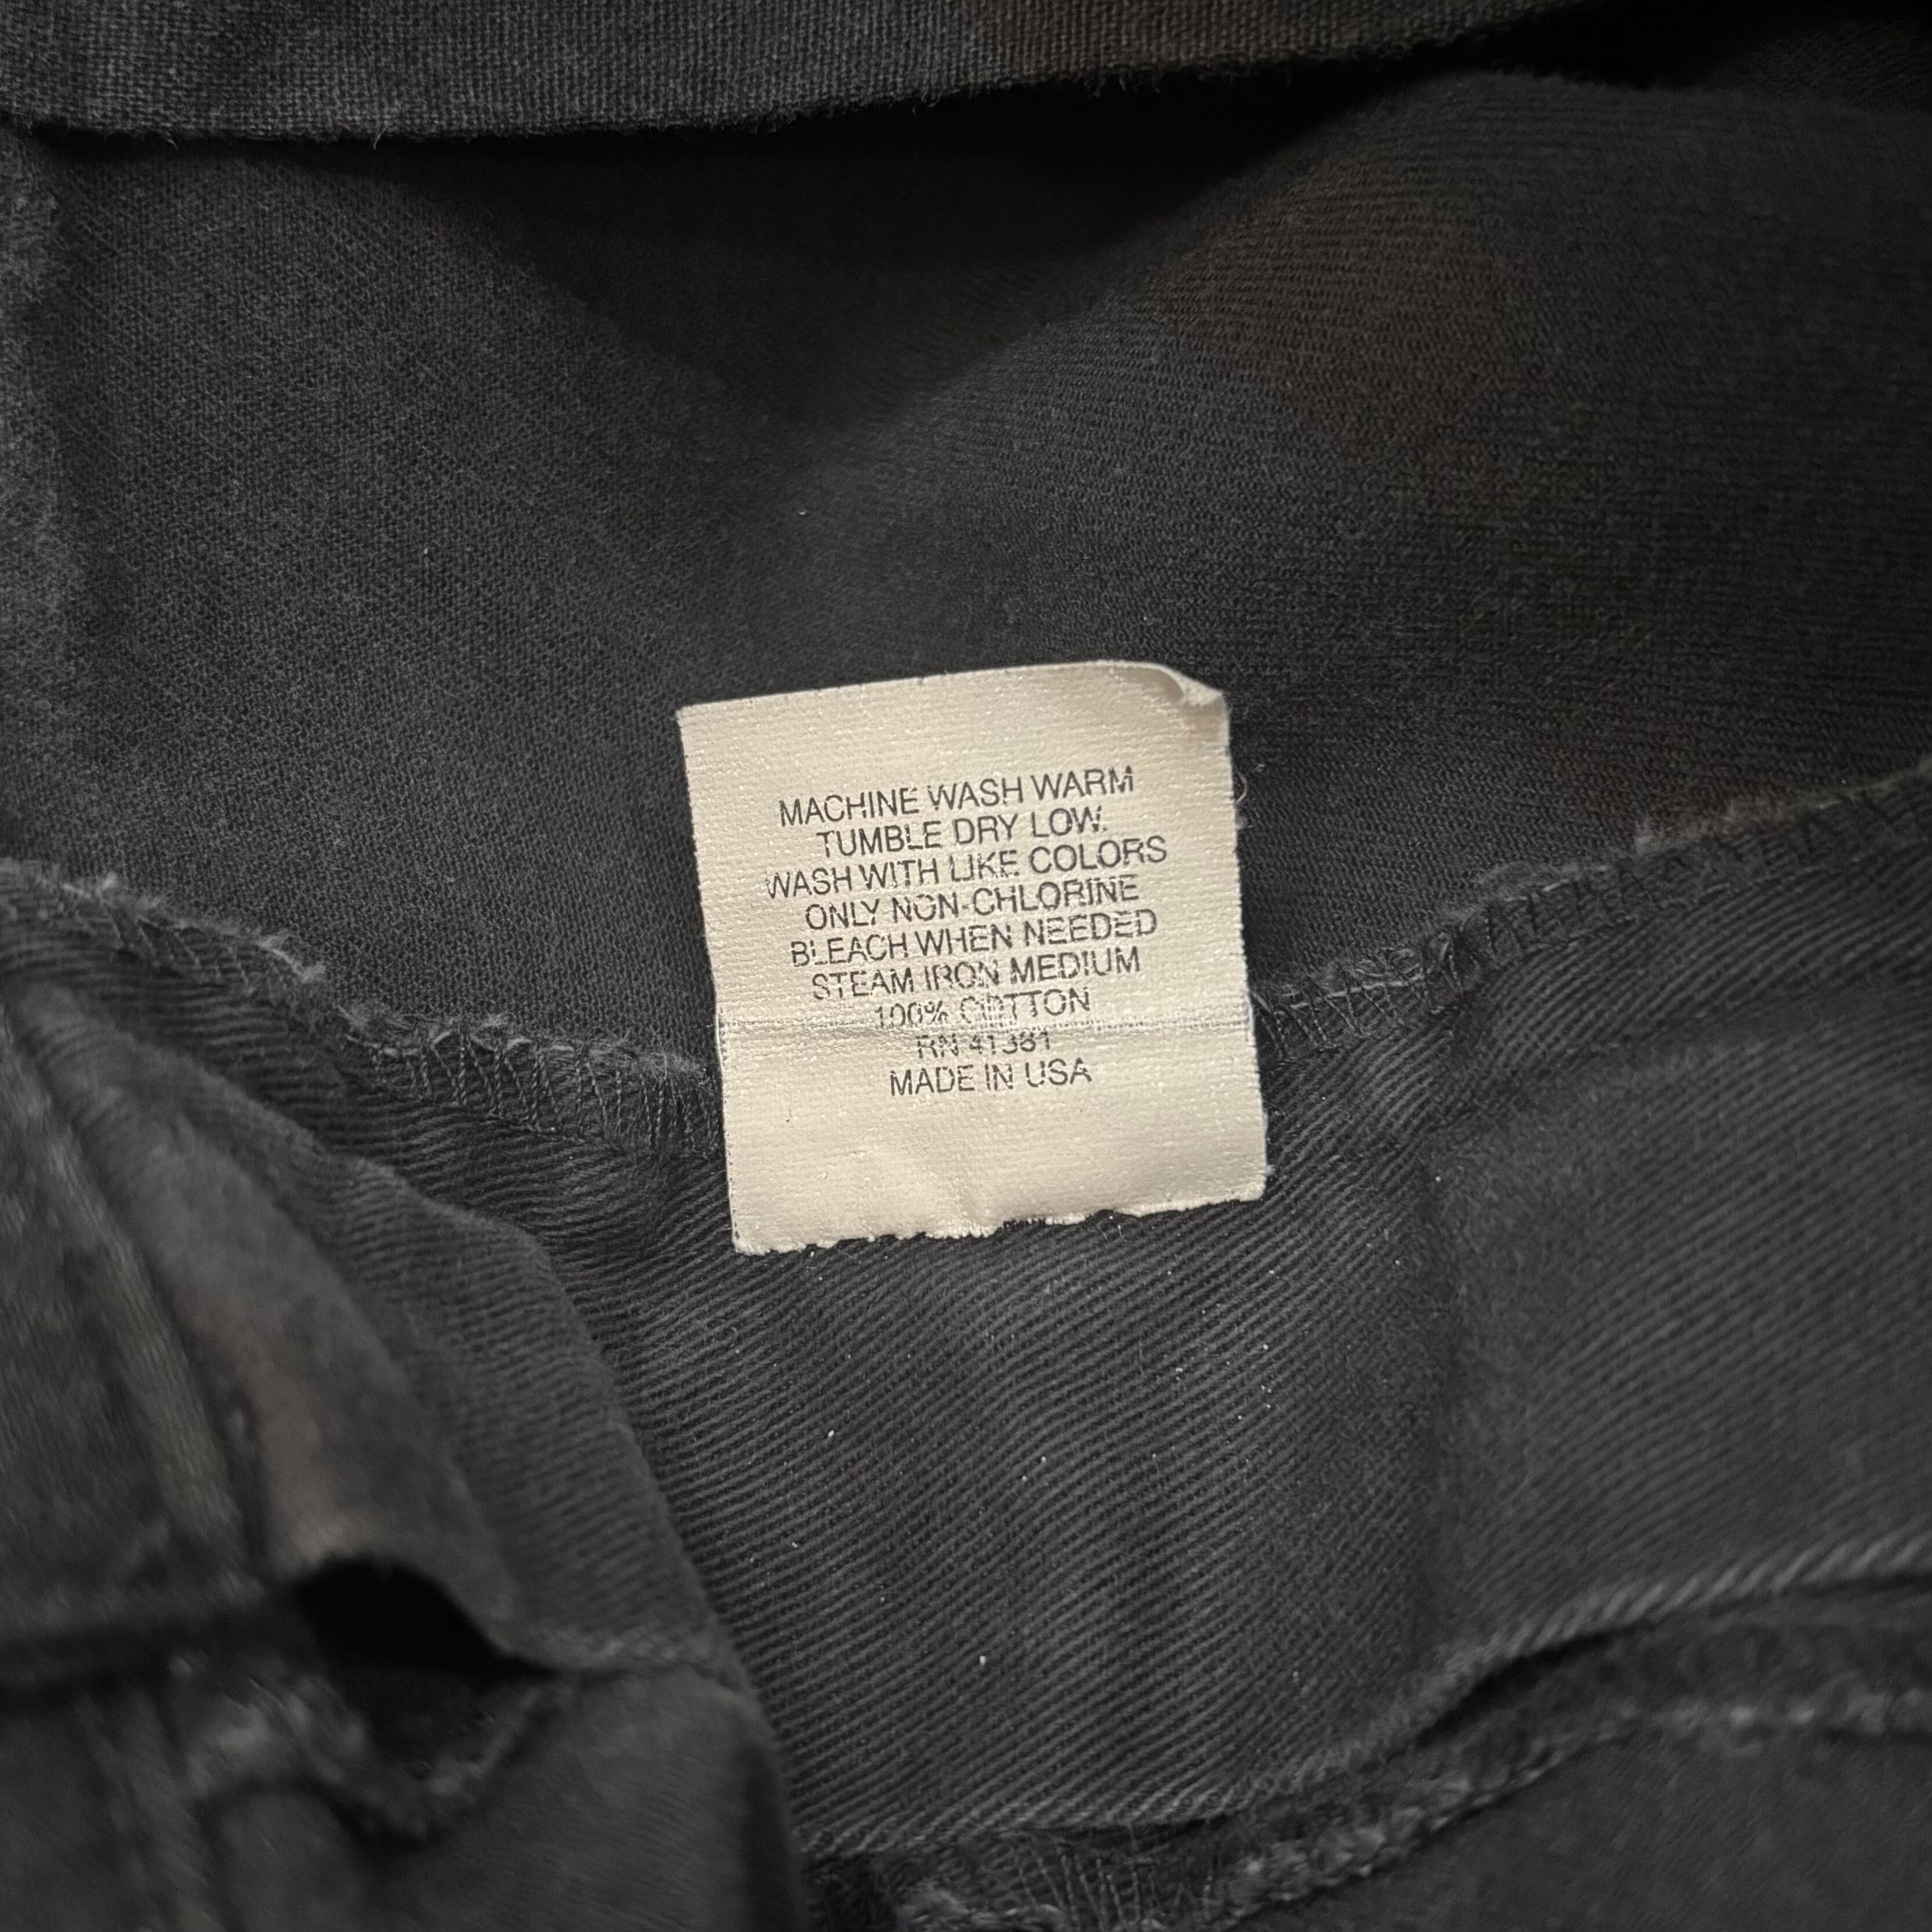 MACHINE WASH WARM
TUMBLE DRY LOW.
WASH WITH LIKE COLORS
ONLY NON-CHLORINE
BLEACH WHEN NEEDED
STEAM IRON MEDIUM
100% COTTON
RN 41381
MADE IN USA